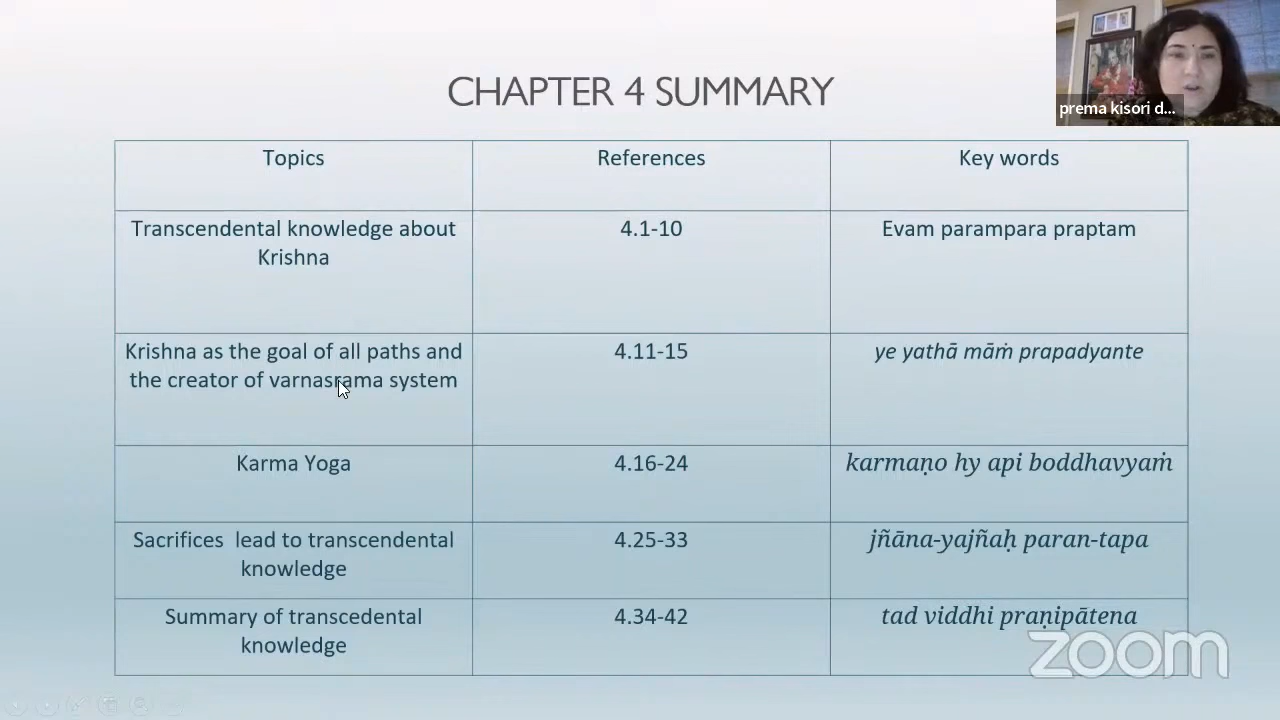 CHAPTER 4 SUMMARY
prema kisori d...
Topics
References
Key words
Transcendental knowledge about
Krishna
4.1-10
Evam parampara praptam
Krishna as the goal of all paths and
the creator of varnasrama system
4.11-15
ye yathā māṁ prapadyante
Karma Yoga
4.16-24
karmaṇo hy api boddhavyaṁ
Sacrifices  lead to transcendental
knowledge
4.25-33
jñāna-yajñaḥ paran-tapa
Summary of transcedental
knowledge
4.34-42
tad viddhi praṇipātena
zoom